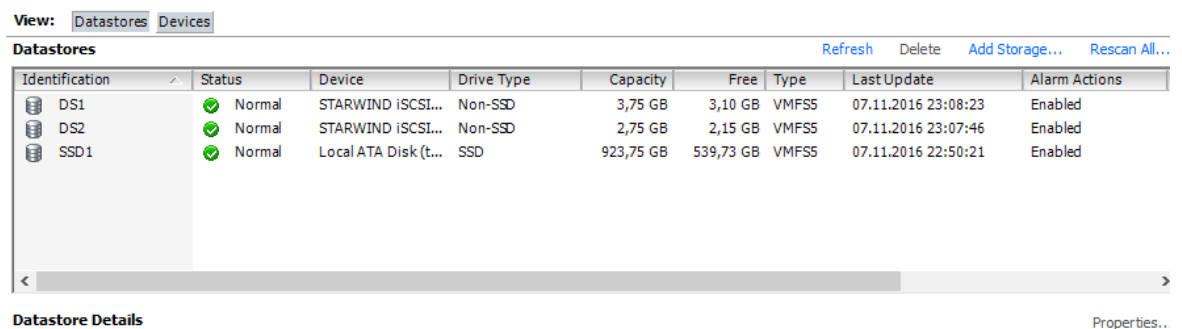 View: Datastores Devices
Datastores Refresh Delete Add Storage... Rescan All...
Identification Status Device Drive Type Capacity Free Type Last Update Alarm Actions
DS1 Normal STARWIND iSCSI... Non-SSD 3,75 GB 3,10 GB VMFS5 07.11.2016 23:08:23 Enabled
DS2 Normal STARWIND iSCSI... Non-SSD 2,75 GB 2,15 GB VMFS5 07.11.2016 23:07:46 Enabled
SSD1 Normal Local ATA Disk (t... SSD 923,75 GB 539,73 GB VMFS5 07.11.2016 22:50:21 Enabled
Datastore Details Properties...